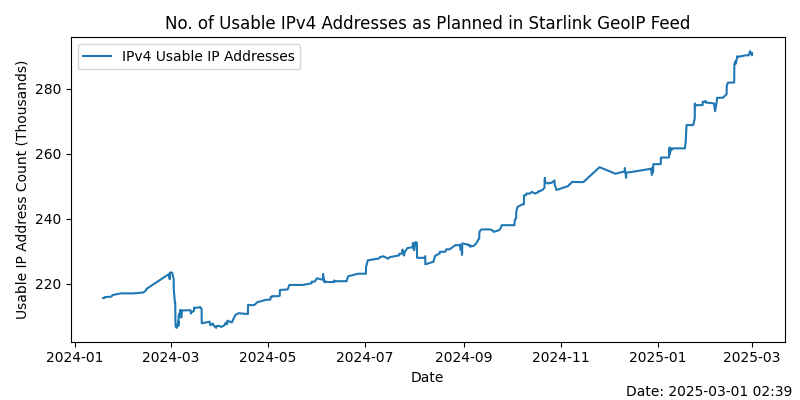 No. of Usable IPv4 Addresses as Planned in Starlink GeoIP Feed
IPv4 Usable IP Addresses
Usable IP Address Count (Thousands)
280
260
240
220
2024-01 2024-03 2024-05 2024-07 2024-09 2024-11 2025-01 2025-03
Date
Date: 2025-03-01 02:39